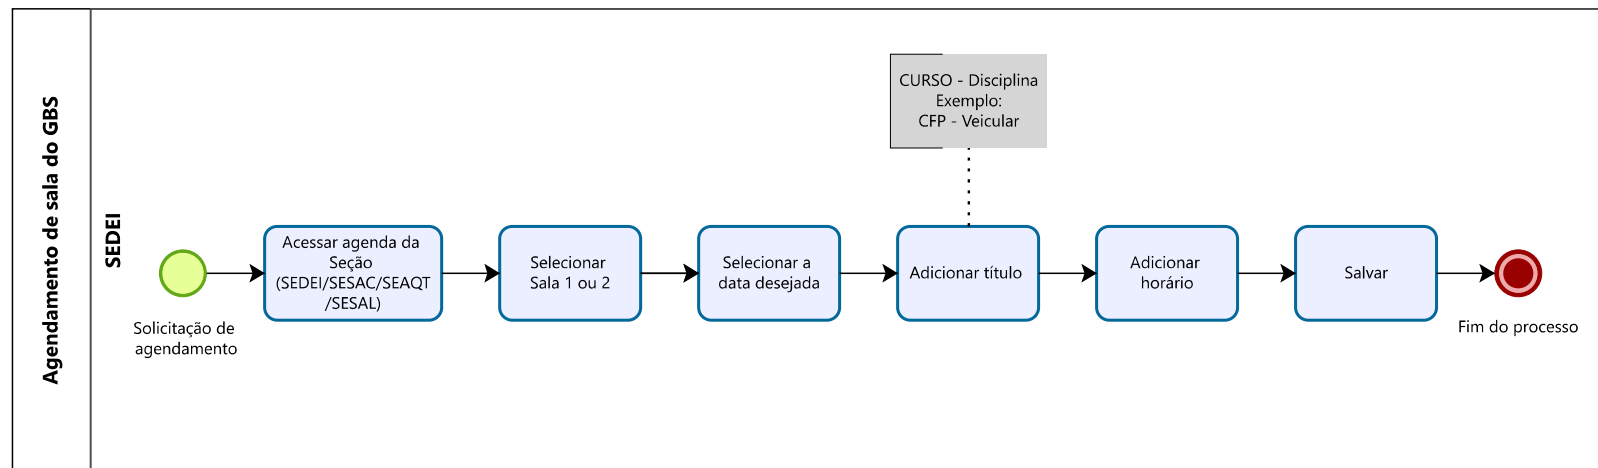 Agendamento de sala do GBS
SEDEI
CURSO - Disciplina
Exemplo:
CFP - Veicular
Solicitação de
agendamento
Acessar agenda da
Seção
(SEDEI/SESAC/SEAQT
/SESAL)
Selecionar
Sala 1 ou 2
Selecionar a
data desejada
Adicionar título
Adicionar
horário
Salvar
Fim do processo